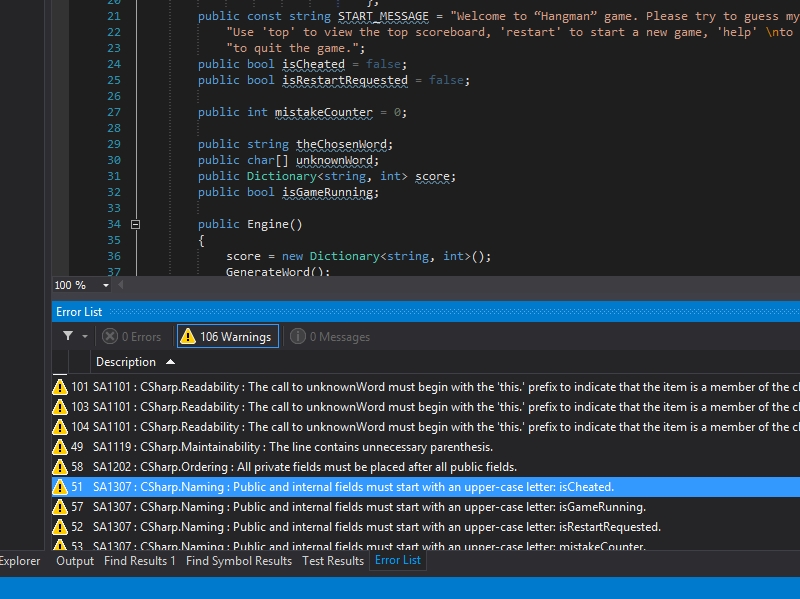 20 };
21 public const string START_MESSAGE = "Welcome to “Hangman” game. Please try to guess my
22 "Use 'top' to view the top scoreboard, 'restart' to start a new game, 'help' \nto
23 "to quit the game.";
24 public bool isCheated = false;
25 public bool isRestartRequested = false;
26
27 public int mistakeCounter = 0;
28
29 public string theChosenWord;
30 public char[] unknownWord;
31 public Dictionary<string, int> score;
32 public bool isGameRunning;
33
34 public Engine()
35 {
36 score = new Dictionary<string, int>();
37 GenerateWord();
100 %
Error List
0 Errors 106 Warnings 0 Messages
Description
101 SA1101 : CSharp.Readability : The call to unknownWord must begin with the 'this.' prefix to indicate that the item is a member of the
103 SA1101 : CSharp.Readability : The call to unknownWord must begin with the 'this.' prefix to indicate that the item is a member of the
104 SA1101 : CSharp.Readability : The call to unknownWord must begin with the 'this.' prefix to indicate that the item is a member of the
49 SA1119 : CSharp.Maintainability : The line contains unnecessary parenthesis.
58 SA1202 : CSharp.Ordering : All private fields must be placed after all public fields.
51 SA1307 : CSharp.Naming : Public and internal fields must start with an upper-case letter: isCheated.
57 SA1307 : CSharp.Naming : Public and internal fields must start with an upper-case letter: isGameRunning.
52 SA1307 : CSharp.Naming : Public and internal fields must start with an upper-case letter: isRestartRequested.
53 SA1307 : CSharp.Naming : Public and internal fields must start with an upper-case letter: mistakeCounter.
Explorer Output Find Results 1 Find Symbol Results Test Results Error List